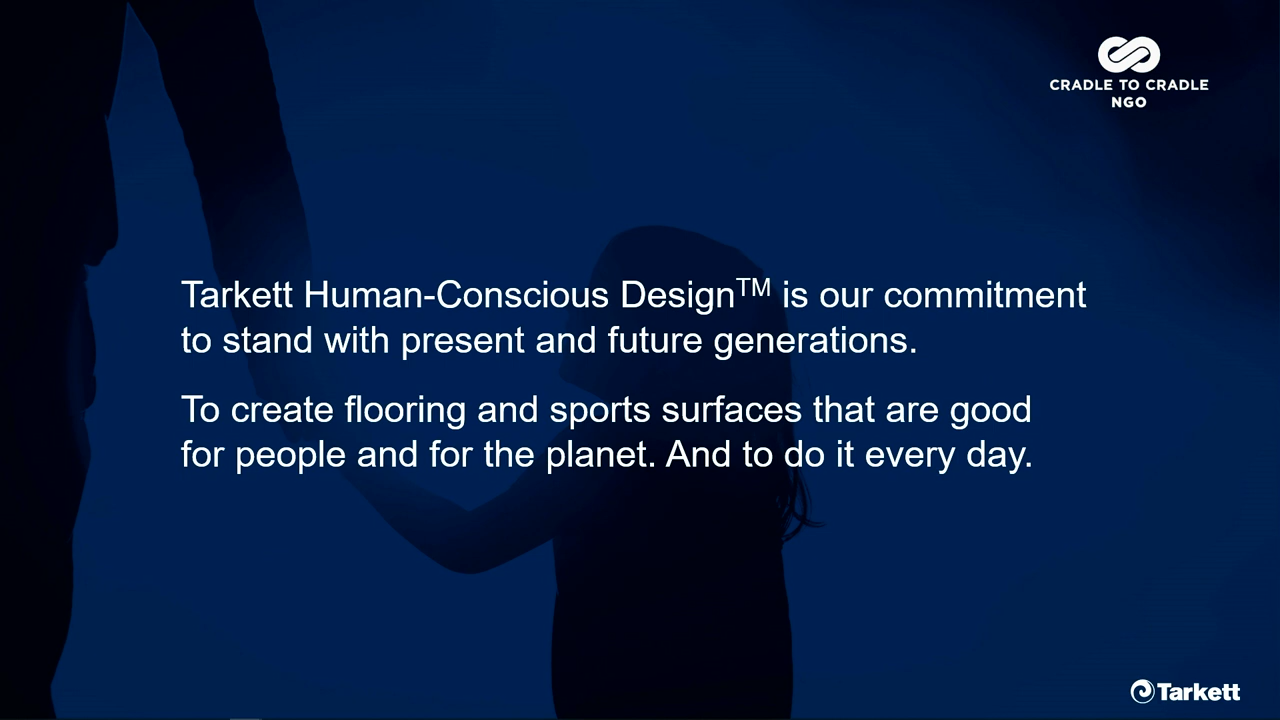 CRADLE TO CRADLE
NGO
Tarkett Human-Conscious Design™ is our commitment
to stand with present and future generations.
To create flooring and sports surfaces that are good
for people and for the planet. And to do it every day.
Tarkett